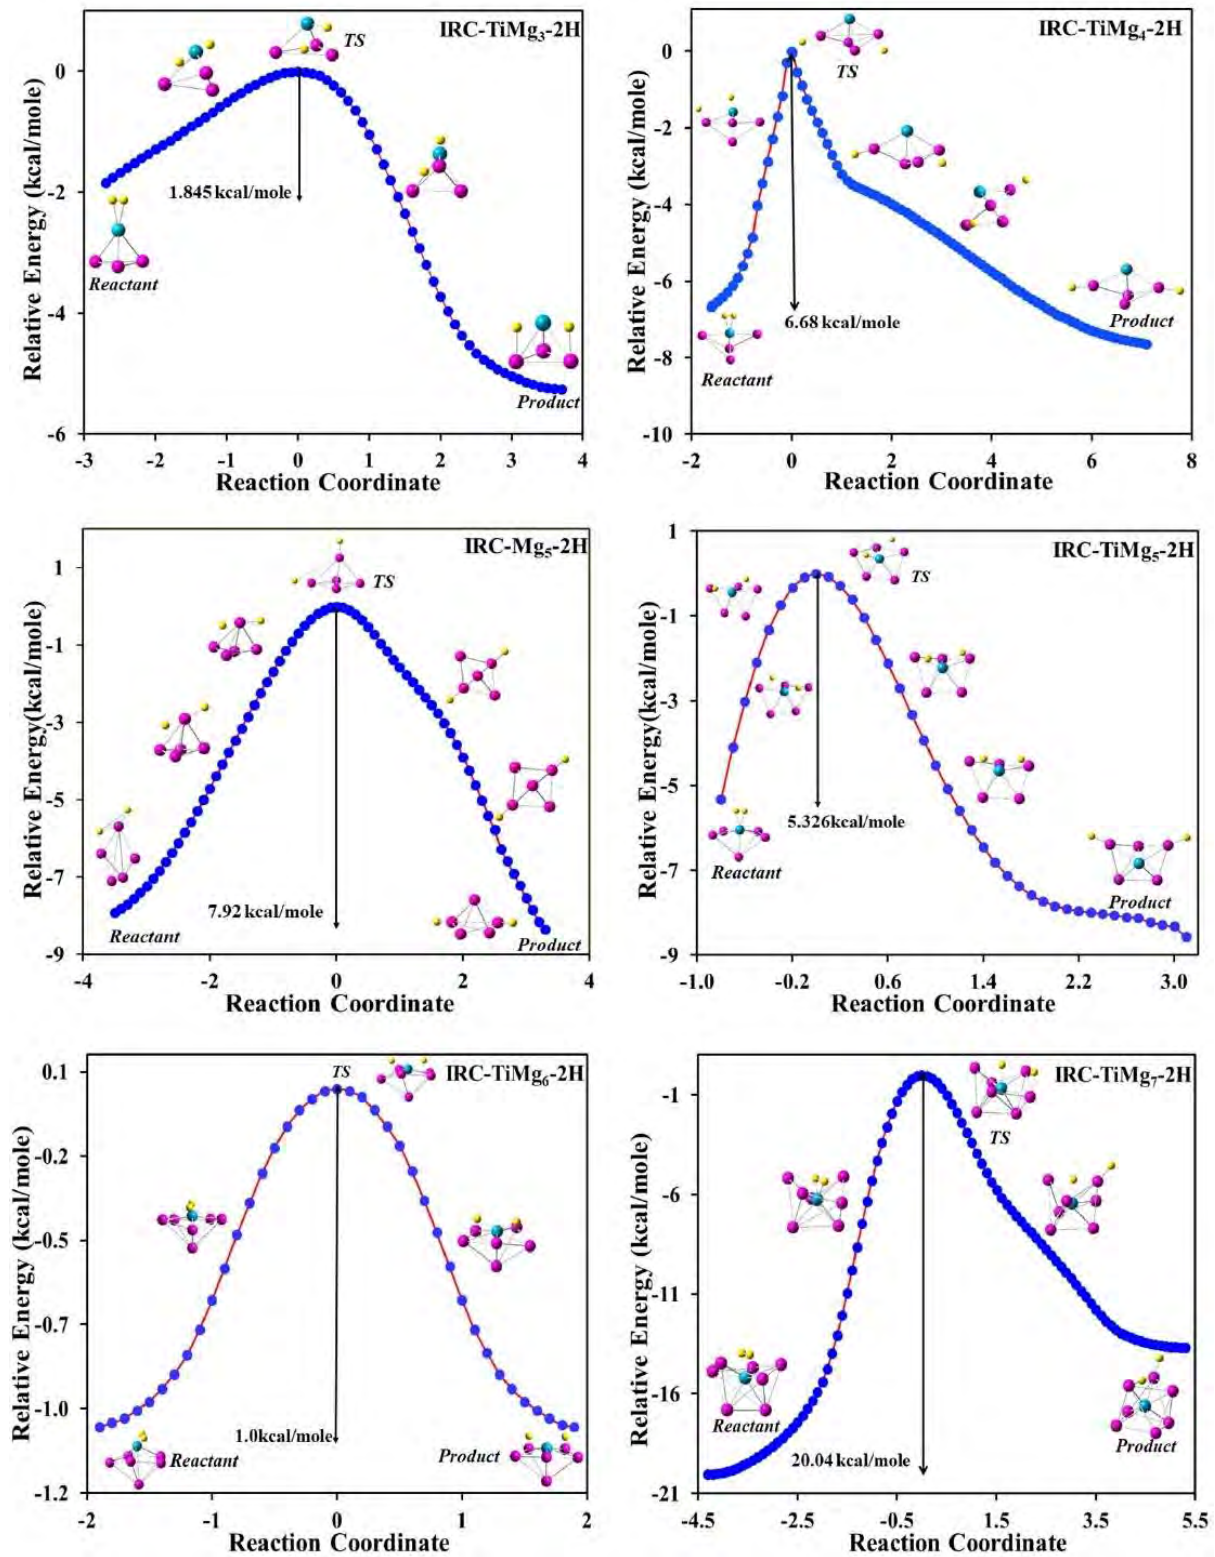 IRC-TiMg₃-2H
TS
0
-2
-4
-6
Relative Energy (kcal/mole)
1.845 kcal/mole
Reactant
Product
-3 -2 -1 0 1 2 3 4
Reaction Coordinate
IRC-TiMg₄-2H
TS
0
-2
-4
-6
-8
-10
Relative Energy (kcal/mole)
6.68 kcal/mole
Reactant
Product
-2 0 2 4 6 8
Reaction Coordinate
IRC-Mg₅-2H
TS
1
-1
-3
-5
-7
-9
Relative Energy(kcal/mole)
7.92 kcal/mole
Reactant
Product
-4 -2 0 2 4
Reaction Coordinate
IRC-TiMg₅-2H
TS
1
-1
-3
-5
-7
-9
Relative Energy(kcal/mole)
5.326kcal/mole
Reactant
Product
-1.0 -0.2 0.6 1.4 2.2 3.0
Reaction Coordinate
IRC-TiMg₆-2H
TS
0.1
-0.2
-0.5
-0.7
-1.0
-1.2
Relative Energy (kcal/mole)
1.0kcal/mole
Reactant
Product
-2 -1 0 1 2
Reaction Coordinate
IRC-TiMg₇-2H
TS
-1
-6
-11
-16
-21
Relative Energy (kcal/mole)
20.04 kcal/mole
Reactant
Product
-4.5 -2.5 -0.5 1.5 3.5 5.5
Reaction Coordinate